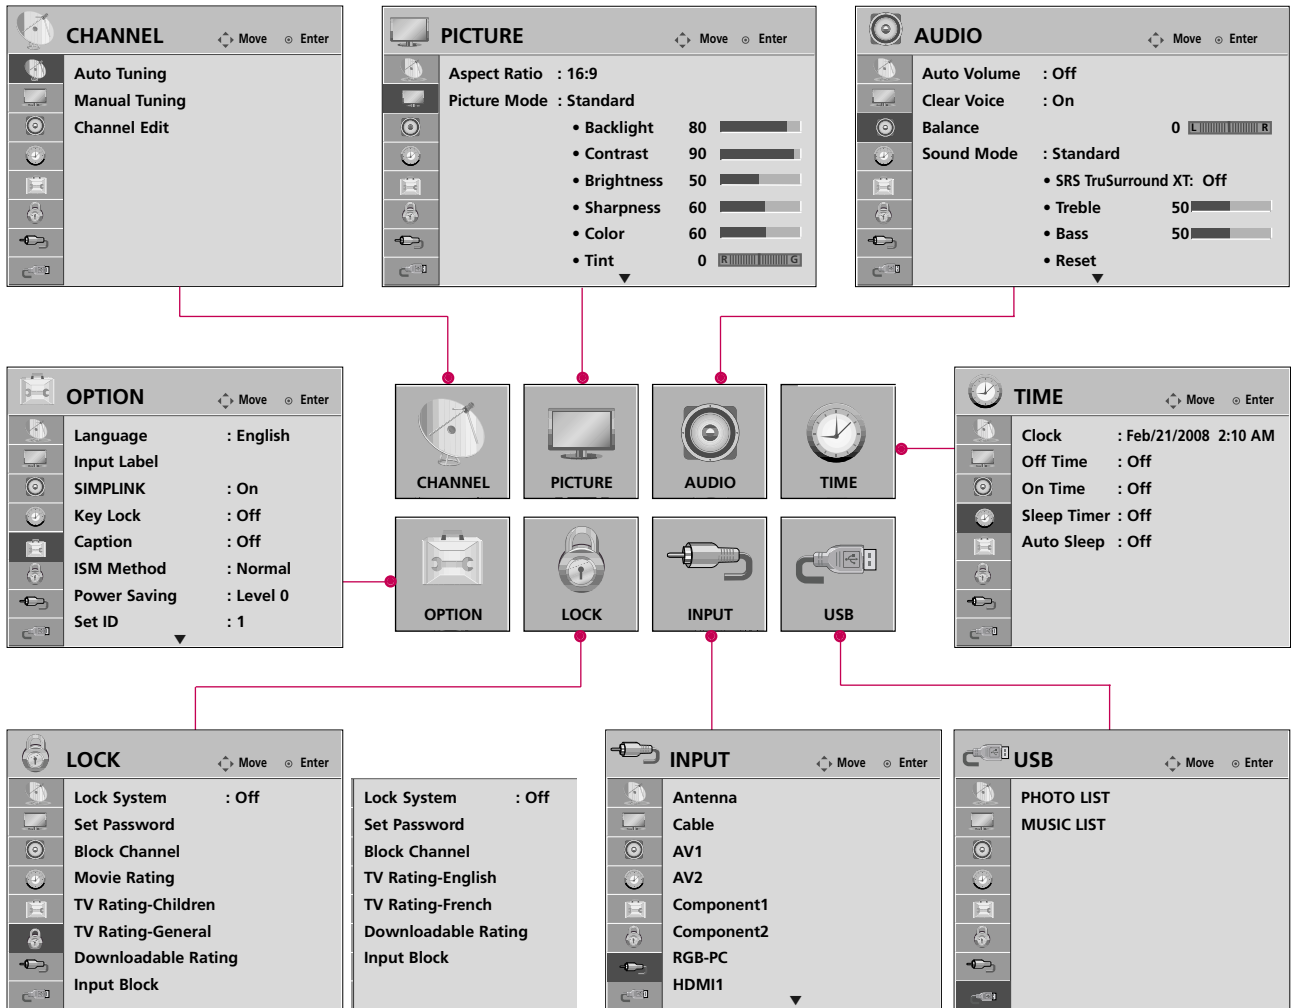 CHANNEL Move Enter
Auto Tuning
Manual Tuning
Channel Edit
PICTURE Move Enter
Aspect Ratio : 16:9
Picture Mode : Standard
• Backlight 80
• Contrast 90
• Brightness 50
• Sharpness 60
• Color 60
• Tint 0 R G
AUDIO Move Enter
Auto Volume : Off
Clear Voice : On
Balance 0 L R
Sound Mode : Standard
• SRS TruSurround XT: Off
• Treble 50
• Bass 50
• Reset
OPTION Move Enter
Language : English
Input Label
SIMPLINK : On
Key Lock : Off
Caption : Off
ISM Method : Normal
Power Saving : Level 0
Set ID : 1
CHANNEL
PICTURE
AUDIO
TIME
OPTION
LOCK
INPUT
USB
TIME Move Enter
Clock : Feb/21/2008 2:10 AM
Off Time : Off
On Time : Off
Sleep Timer : Off
Auto Sleep : Off
LOCK Move Enter
Lock System : Off
Set Password
Block Channel
Movie Rating
TV Rating-Children
TV Rating-General
Downloadable Rating
Input Block
Lock System : Off
Set Password
Block Channel
TV Rating-English
TV Rating-French
Downloadable Rating
Input Block
INPUT Move Enter
Antenna
Cable
AV1
AV2
Component1
Component2
RGB-PC
HDMI1
USB Move Enter
PHOTO LIST
MUSIC LIST